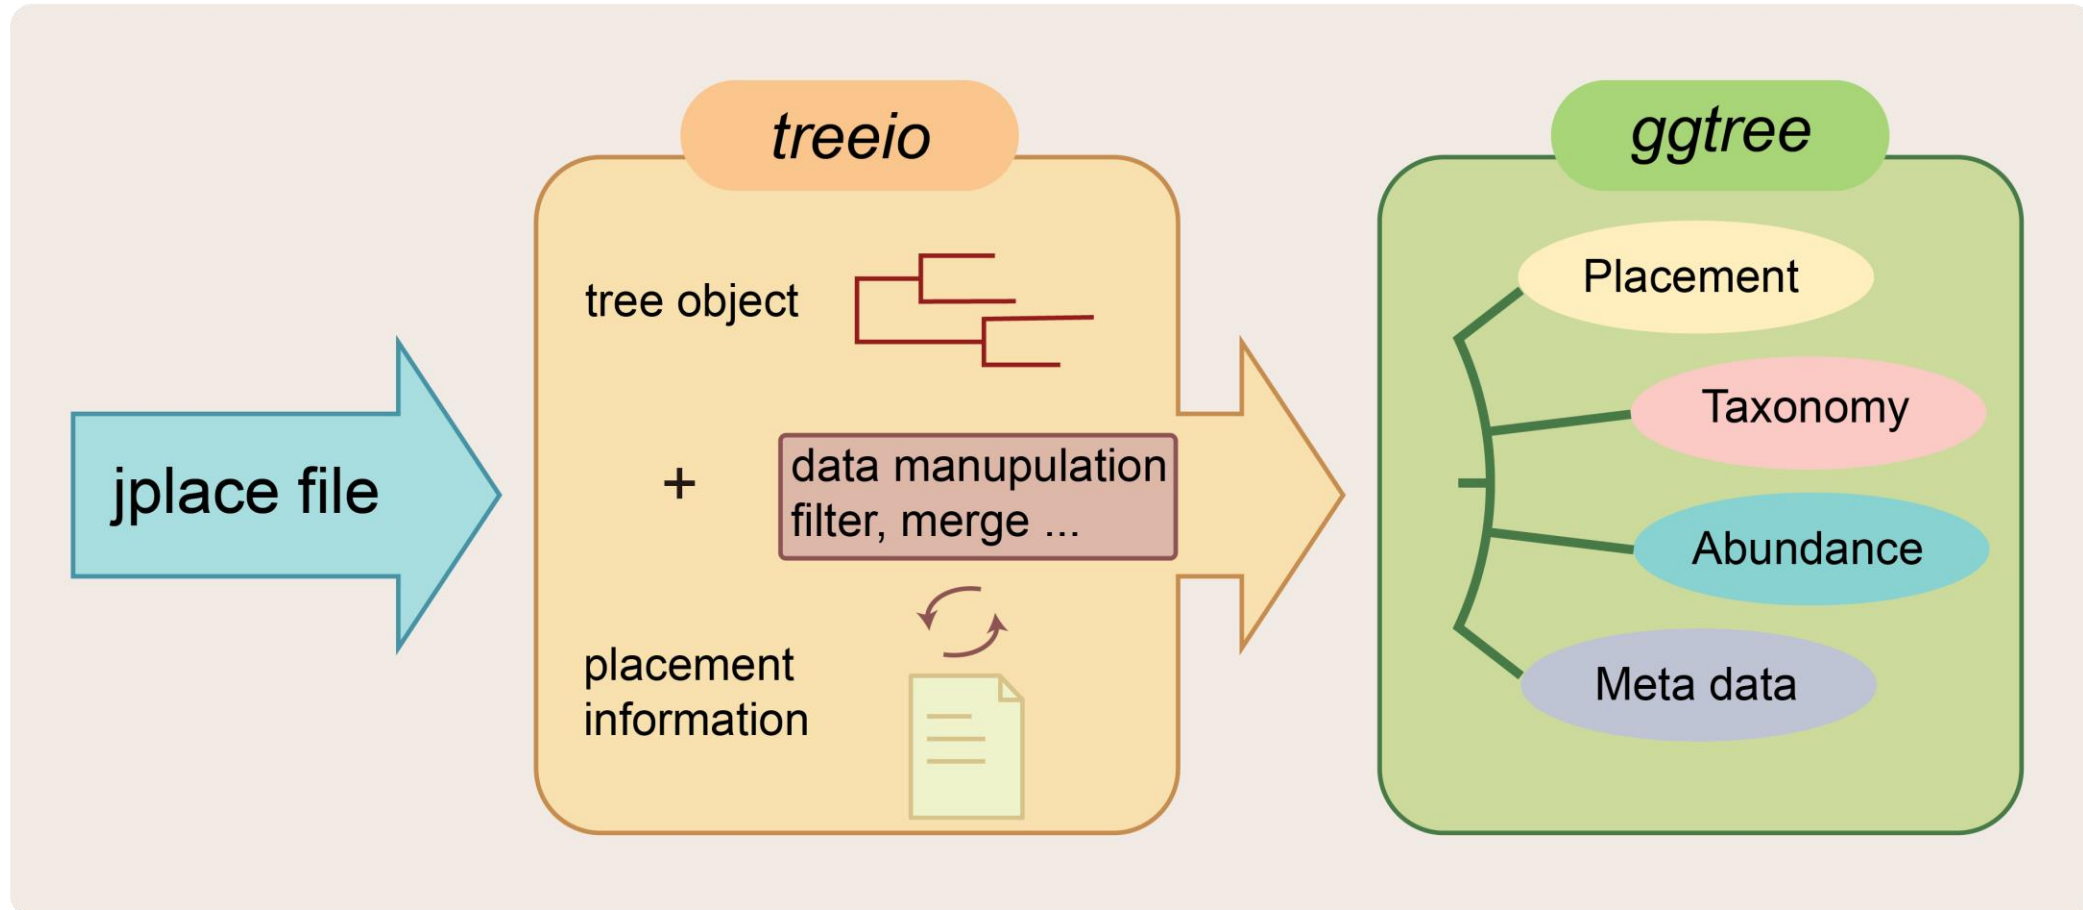 jplace file
treeio
tree object
+
data manupulation
filter, merge ...
placement
information
ggtree
Placement
Taxonomy
Abundance
Meta data